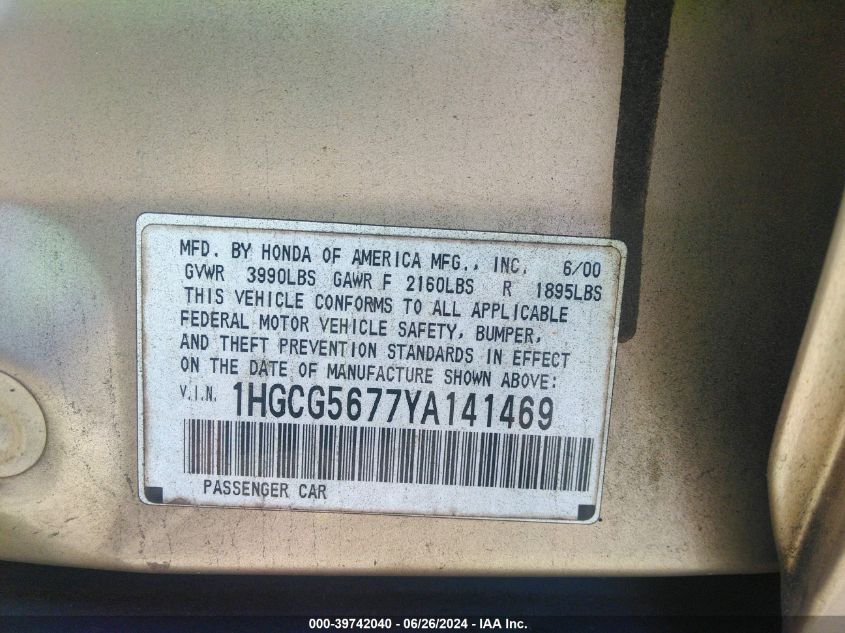 MFD. BY HONDA OF AMERICA MFG., INC. 6/00
GVWR 3990LBS GAWR F 2160LBS R 1895LBS
THIS VEHICLE CONFORMS TO ALL APPLICABLE
FEDERAL MOTOR VEHICLE SAFETY, BUMPER,
AND THEFT PREVENTION STANDARDS IN EFFECT
ON THE DATE OF MANUFACTURE SHOWN ABOVE:
V.I.N. 1HGCG5677YA141469
PASSENGER CAR
000-39742040 - 06/26/2024 - IAA Inc.